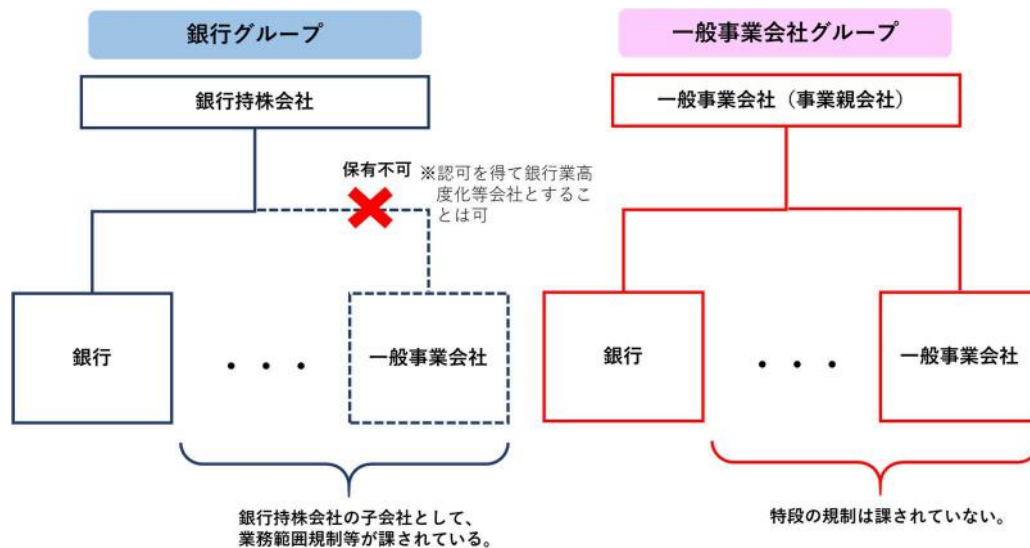 銀行グループ
銀行持株会社
保有不可
※認可を得て銀行業高
度化等会社とするこ
とは可
銀行
・・・
一般事業会社
銀行持株会社の子会社として、
業務範囲規制等が課されている。
一般事業会社グループ
一般事業会社（事業親会社）
銀行
・・・
一般事業会社
特段の規制は課されていない。